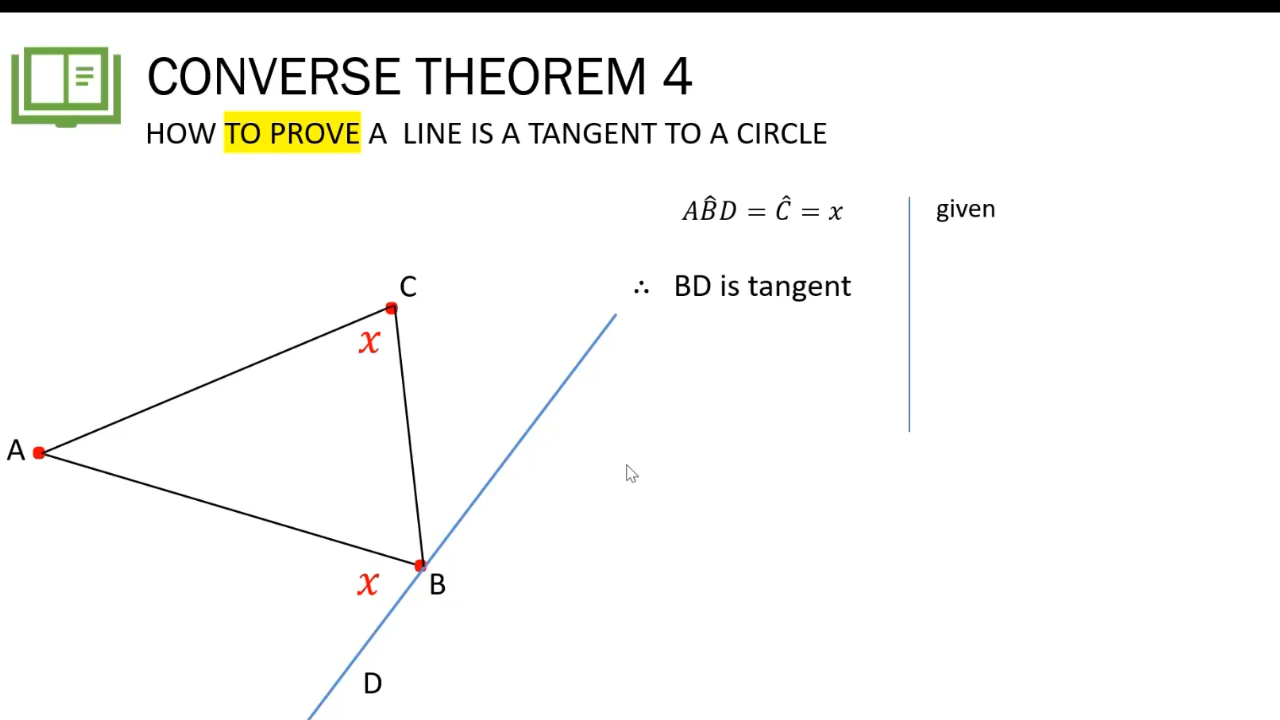 CONVERSE THEOREM 4
HOW TO PROVE A LINE IS A TANGENT TO A CIRCLE
AB̂D = Ĉ = x
given
∴ BD is tangent
C
x
A
x
B
D